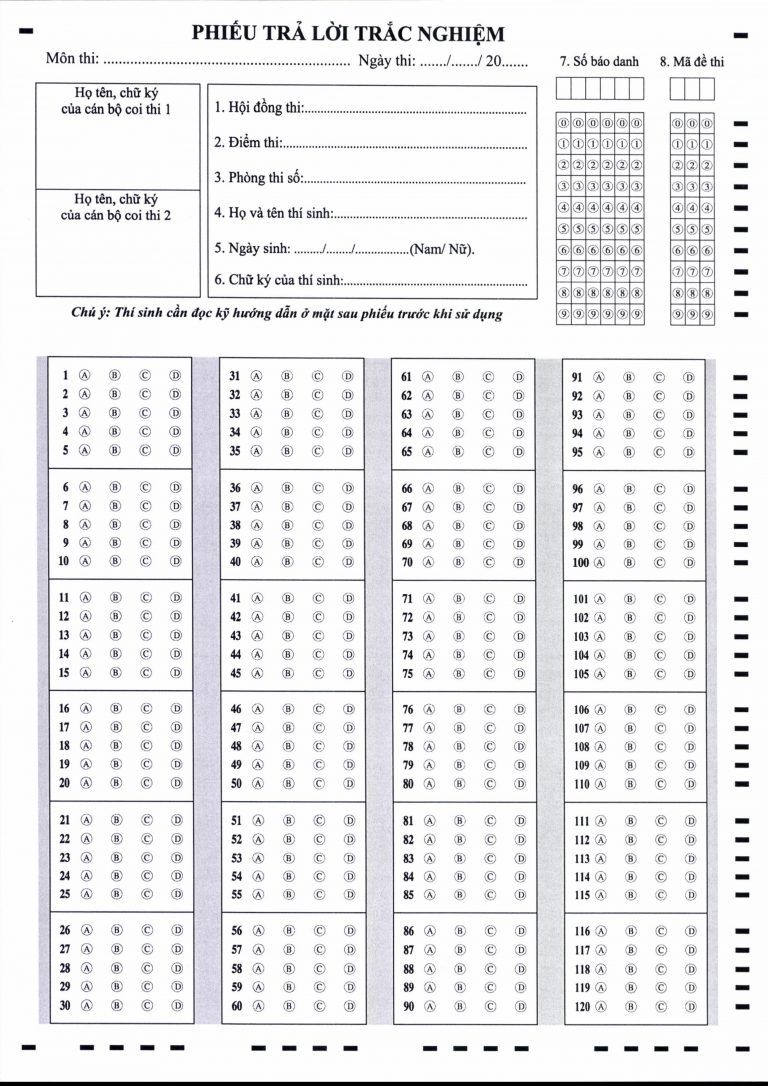 PHIẾU TRẢ LỜI TRẮC NGHIỆM
Môn thi: ............................................................. Ngày thi: ......./......./ 20.......
Họ tên, chữ ký
của cán bộ coi thi 1
Họ tên, chữ ký
của cán bộ coi thi 2
1. Hội đồng thi:.............................................................
2. Điểm thi:.............................................................
3. Phòng thi số:.............................................................
4. Họ và tên thí sinh:.....................................................
5. Ngày sinh: ......../......./................(Nam/ Nữ).
6. Chữ ký của thí sinh:..................................................
7. Số báo danh
8. Mã đề thi
0 0 0 0 0 0 0 0 0
1 1 1 1 1 1 1 1 1
2 2 2 2 2 2 2 2 2
3 3 3 3 3 3 3 3 3
4 4 4 4 4 4 4 4 4
5 5 5 5 5 5 5 5 5
6 6 6 6 6 6 6 6 6
7 7 7 7 7 7 7 7 7
8 8 8 8 8 8 8 8 8
9 9 9 9 9 9 9 9 9
Chú ý: Thí sinh cần đọc kỹ hướng dẫn ở mặt sau phiếu trước khi sử dụng
1 A B C D 31 A B C D 61 A B C D 91 A B C D
2 A B C D 32 A B C D 62 A B C D 92 A B C D
3 A B C D 33 A B C D 63 A B C D 93 A B C D
4 A B C D 34 A B C D 64 A B C D 94 A B C D
5 A B C D 35 A B C D 65 A B C D 95 A B C D
6 A B C D 36 A B C D 66 A B C D 96 A B C D
7 A B C D 37 A B C D 67 A B C D 97 A B C D
8 A B C D 38 A B C D 68 A B C D 98 A B C D
9 A B C D 39 A B C D 69 A B C D 99 A B C D
10 A B C D 40 A B C D 70 A B C D 100 A B C D
11 A B C D 41 A B C D 71 A B C D 101 A B C D
12 A B C D 42 A B C D 72 A B C D 102 A B C D
13 A B C D 43 A B C D 73 A B C D 103 A B C D
14 A B C D 44 A B C D 74 A B C D 104 A B C D
15 A B C D 45 A B C D 75 A B C D 105 A B C D
16 A B C D 46 A B C D 76 A B C D 106 A B C D
17 A B C D 47 A B C D 77 A B C D 107 A B C D
18 A B C D 48 A B C D 78 A B C D 108 A B C D
19 A B C D 49 A B C D 79 A B C D 109 A B C D
20 A B C D 50 A B C D 80 A B C D 110 A B C D
21 A B C D 51 A B C D 81 A B C D 111 A B C D
22 A B C D 52 A B C D 82 A B C D 112 A B C D
23 A B C D 53 A B C D 83 A B C D 113 A B C D
24 A B C D 54 A B C D 84 A B C D 114 A B C D
25 A B C D 55 A B C D 85 A B C D 115 A B C D
26 A B C D 56 A B C D 86 A B C D 116 A B C D
27 A B C D 57 A B C D 87 A B C D 117 A B C D
28 A B C D 58 A B C D 88 A B C D 118 A B C D
29 A B C D 59 A B C D 89 A B C D 119 A B C D
30 A B C D 60 A B C D 90 A B C D 120 A B C D